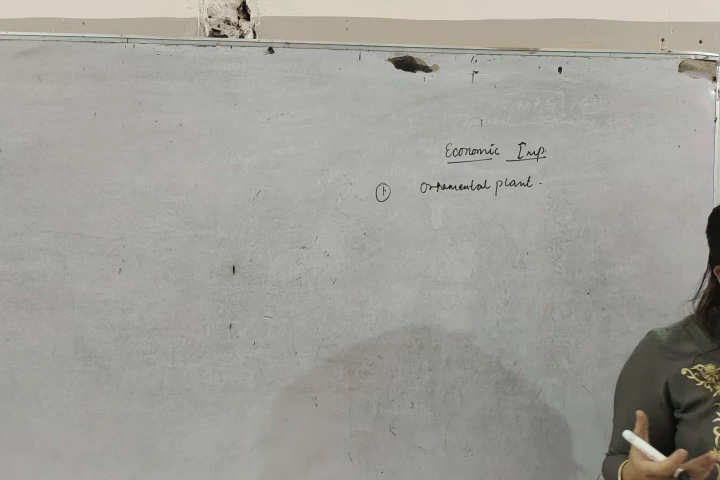 Economic Imp.
① Ornamental plant.